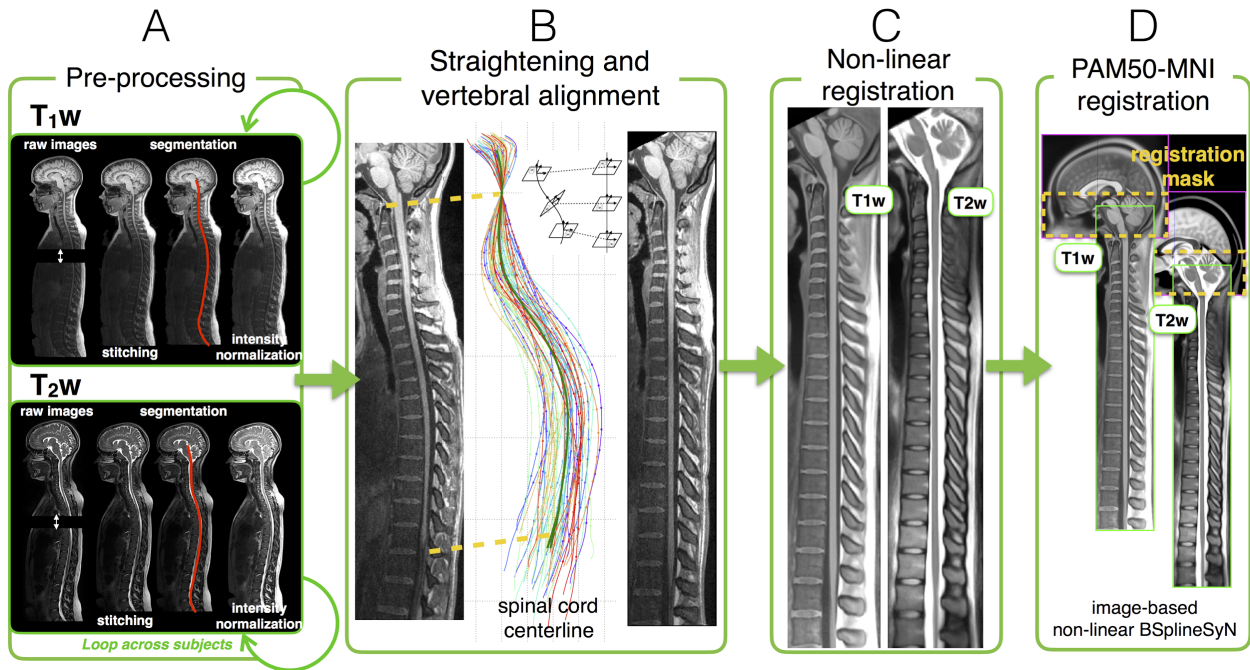 A
Pre-processing
T1w
raw images
segmentation
stitching
intensity
normalization
T2w
raw images
segmentation
stitching
intensity
normalization
Loop across subjects
B
Straightening and
vertebral alignment
spinal cord
centerline
C
Non-linear
registration
T1w
T2w
D
PAM50-MNI
registration
registration
mask
T1w
T2w
image-based
non-linear BSplineSyN